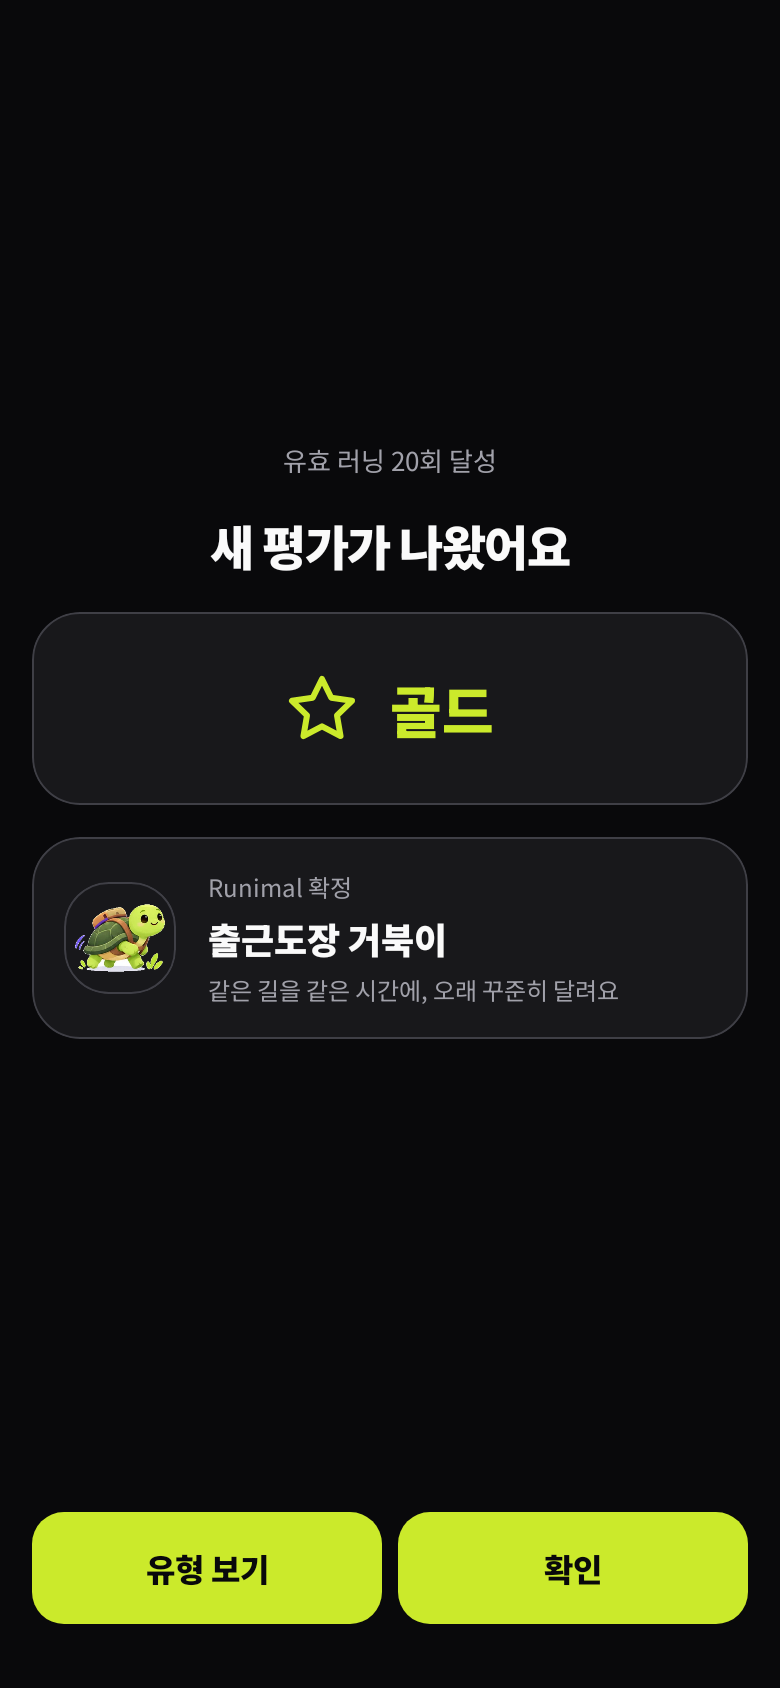 유효 러닝 20회 달성
새 평가가 나왔어요
골드
Runimal 확정
출근도장 거북이
같은 길을 같은 시간에, 오래 꾸준히 달려요
유형 보기
확인